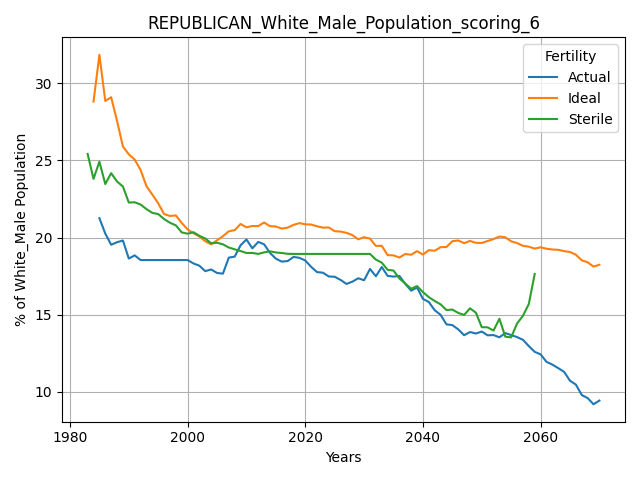 REPUBLICAN_White_Male_Population_scoring_6
Fertility
Actual
Ideal
Sterile
% of White_Male Population
30
25
20
15
10
1980
2000
2020
2040
2060
Years